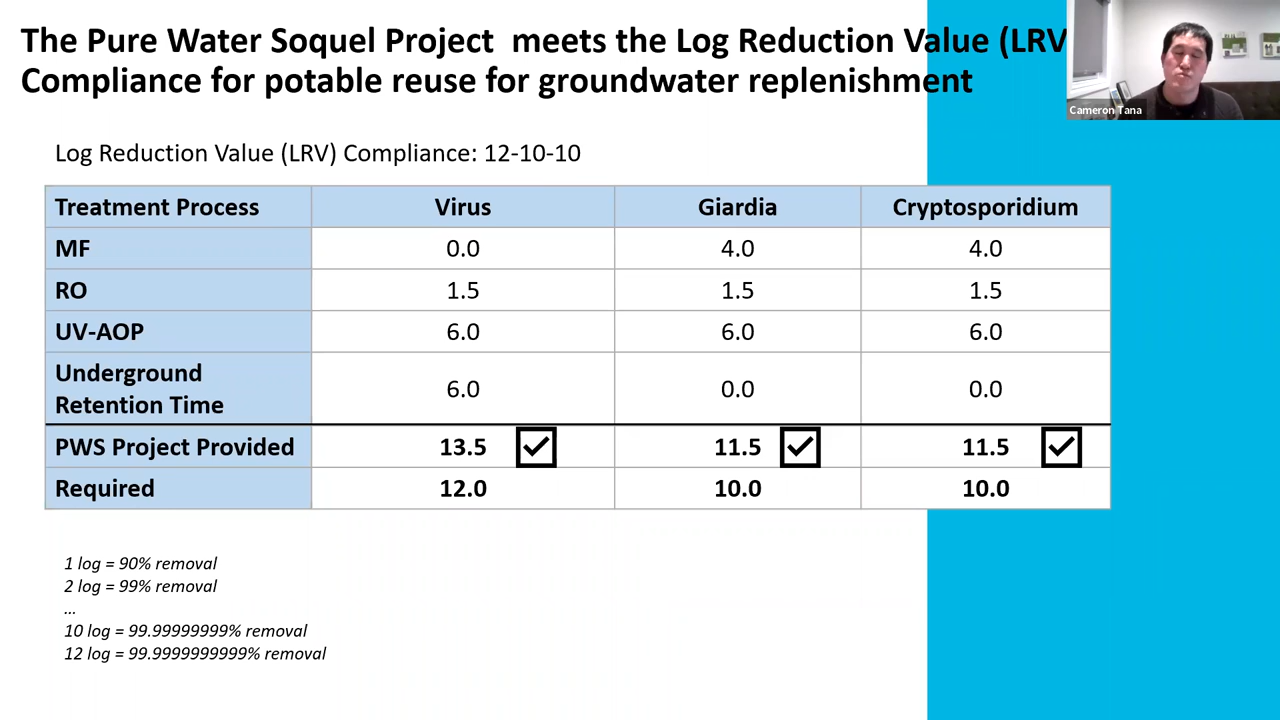 The Pure Water Soquel Project meets the Log Reduction Value (LRV
Compliance for potable reuse for groundwater replenishment
Cameron Tana
Log Reduction Value (LRV) Compliance: 12-10-10
Treatment Process Virus Giardia Cryptosporidium
MF 0.0 4.0 4.0
RO 1.5 1.5 1.5
UV-AOP 6.0 6.0 6.0
Underground
Retention Time 6.0 0.0 0.0
PWS Project Provided 13.5 11.5 11.5
Required 12.0 10.0 10.0
1 log = 90% removal
2 log = 99% removal
...
10 log = 99.99999999% removal
12 log = 99.9999999999% removal